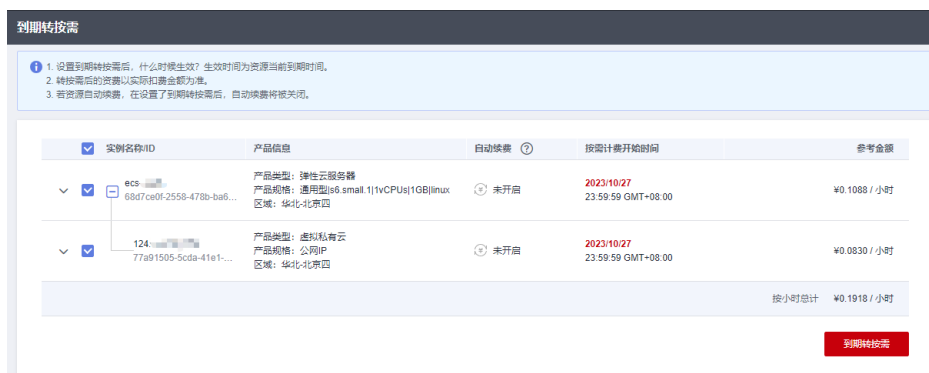 到期转按需
1. 设置到期转按需后，什么时候生效？生效时间为资源当前到期时间。
2. 转按需后的资费以实际扣费金额为准。
3. 若资源自动续费，在设置了到期转按需后，自动续费将被关闭。
实例名称/ID 产品信息 自动续费 ? 按需计费开始时间 参考金额
ecs-
68d7ce0f-2558-478b-ba6...
产品类型：弹性云服务器
产品规格：通用型|s6.small.1|1vCPUs|1GB|linux
区域：华北-北京四
未开启
2023/10/27
23:59:59 GMT+08:00
¥0.1088 / 小时
124.
77a91505-5cda-41e1-...
产品类型：虚拟私有云
产品规格：公网IP
区域：华北-北京四
未开启
2023/10/27
23:59:59 GMT+08:00
¥0.0830 / 小时
按小时总计 ¥0.1918 / 小时
到期转按需